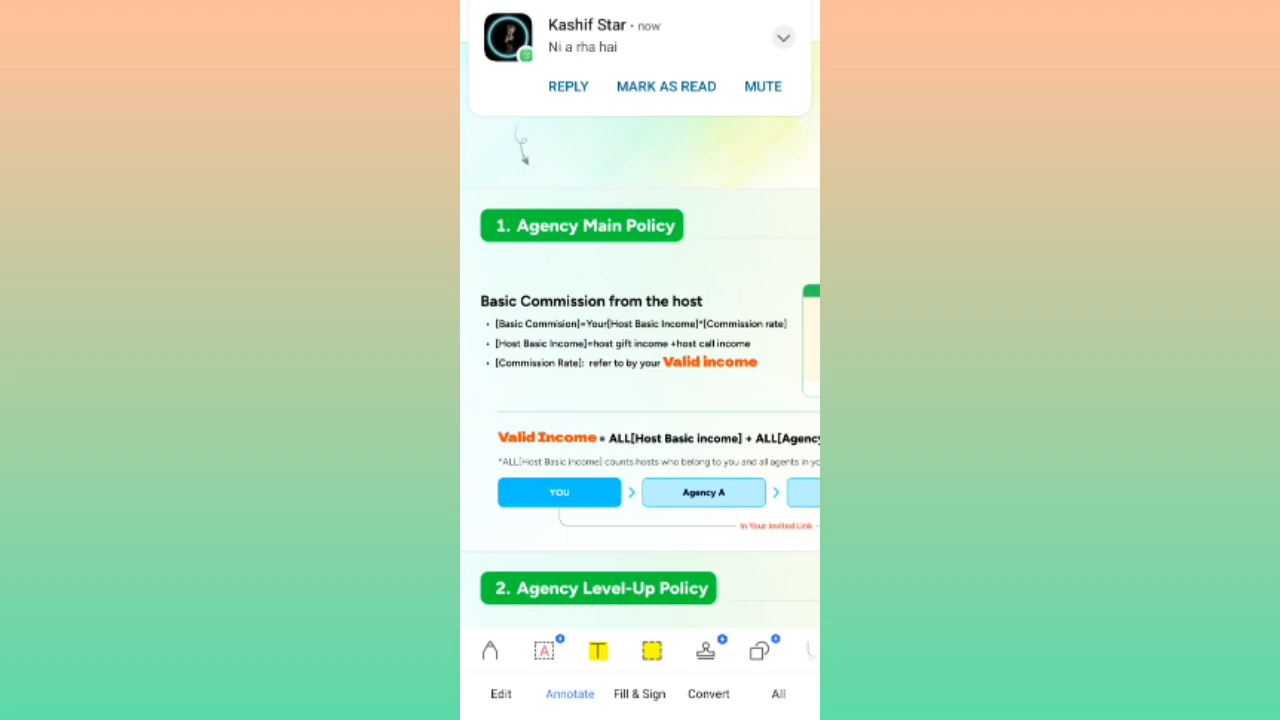 Kashif Star • now
Ni a rha hai
REPLY MARK AS READ MUTE
1. Agency Main Policy
Basic Commission from the host
• [Basic Commision]=Your[Host Basic Income]*[Commission rate]
• [Host Basic Income]=host gift income +host call income
• [Commission Rate]: refer to by your Valid income
Valid Income = ALL[Host Basic income] + ALL[Agency
*ALL[Host Basic income] counts hosts who belong to you and all agents in yo
YOU > Agency A >
In Your Invited Link
2. Agency Level-Up Policy
A T
Edit Annotate Fill & Sign Convert All